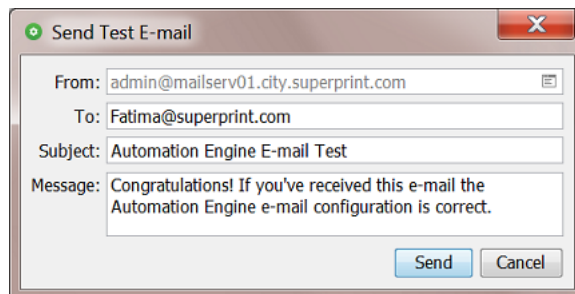 Send Test E-mail
From: admin@mailserv01.city.superprint.com
To: Fatima@superprint.com
Subject: Automation Engine E-mail Test
Message: Congratulations! If you've received this e-mail the
Automation Engine e-mail configuration is correct.
Send Cancel